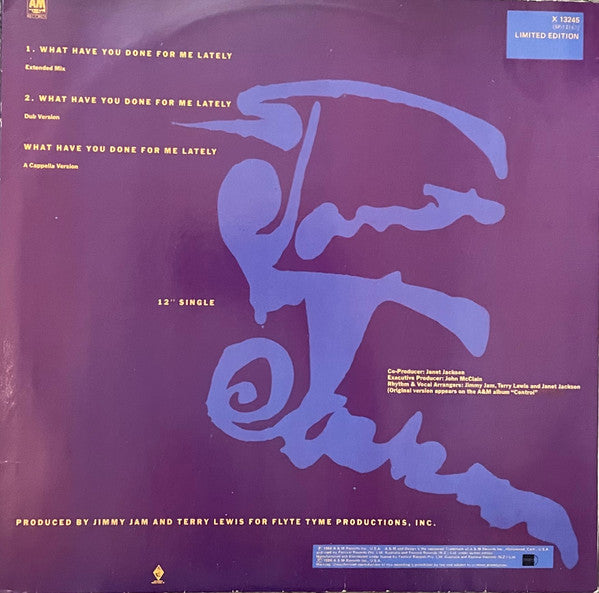 AM
RECORDS
X 13245
LIMITED EDITION
1. WHAT HAVE YOU DONE FOR ME LATELY
Extended Mix
2. WHAT HAVE YOU DONE FOR ME LATELY
Dub Version
WHAT HAVE YOU DONE FOR ME LATELY
A Cappella Version
12" SINGLE
Co-Producer: Janet Jackson
Executive Producer: John McClain
Rhythm & Vocal Arrangers: Jimmy Jam, Terry Lewis and Janet Jackson
(Original version appears on the A&M album "Control"
PRODUCED BY JIMMY JAM AND TERRY LEWIS FOR FLYTE TYME PRODUCTIONS, INC.